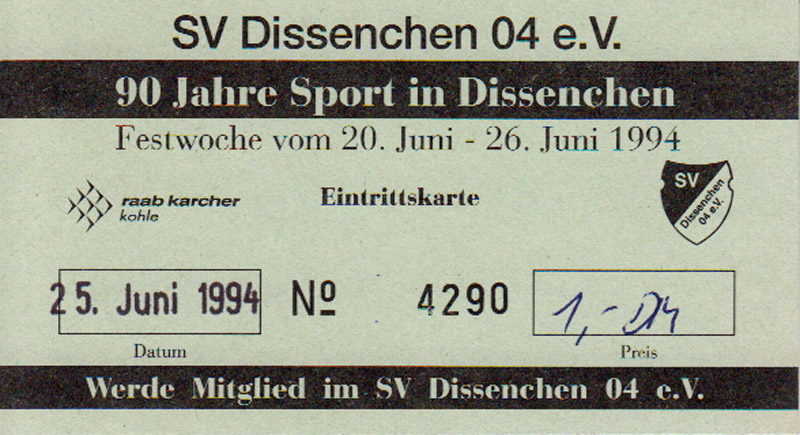 SV Dissenchen 04 e.V.
90 Jahre Sport in Dissenchen
Festwoche vom 20. Juni - 26. Juni 1994
raab karcher
kohle
Eintrittskarte
SV
Dissenchen
04 e.V.
25. Juni 1994 Nº 4290 1,- DM
Datum Preis
Werde Mitglied im SV Dissenchen 04 e.V.